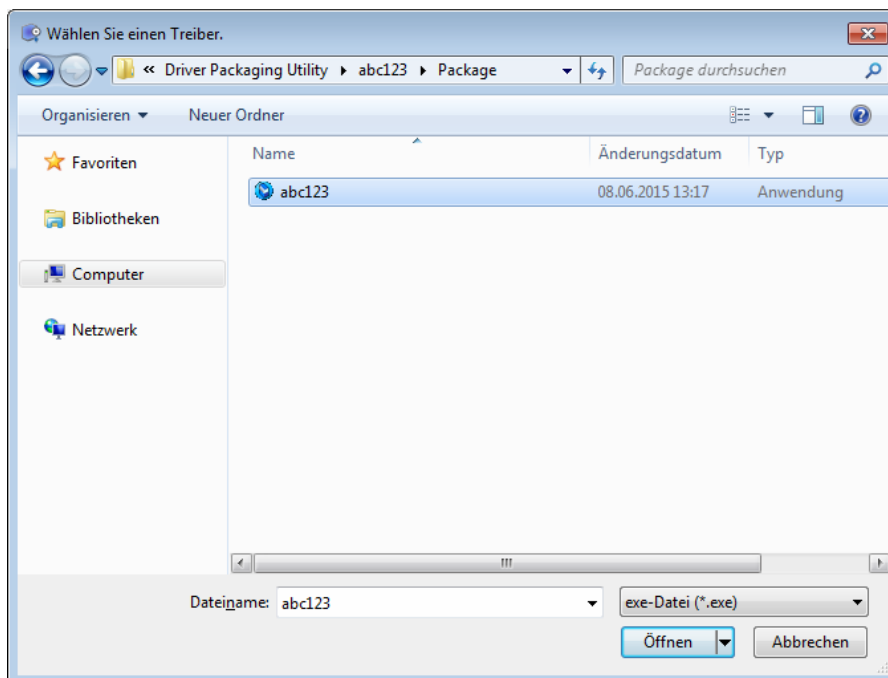 Wählen Sie einen Treiber.
« Driver Packaging Utility ▸ abc123 ▸ Package Package durchsuchen
Organisieren Neuer Ordner
Name Änderungsdatum Typ
Favoriten
abc123 08.06.2015 13:17 Anwendung
Bibliotheken
Computer
Netzwerk
Dateiname: abc123 exe-Datei (*.exe)
Öffnen Abbrechen